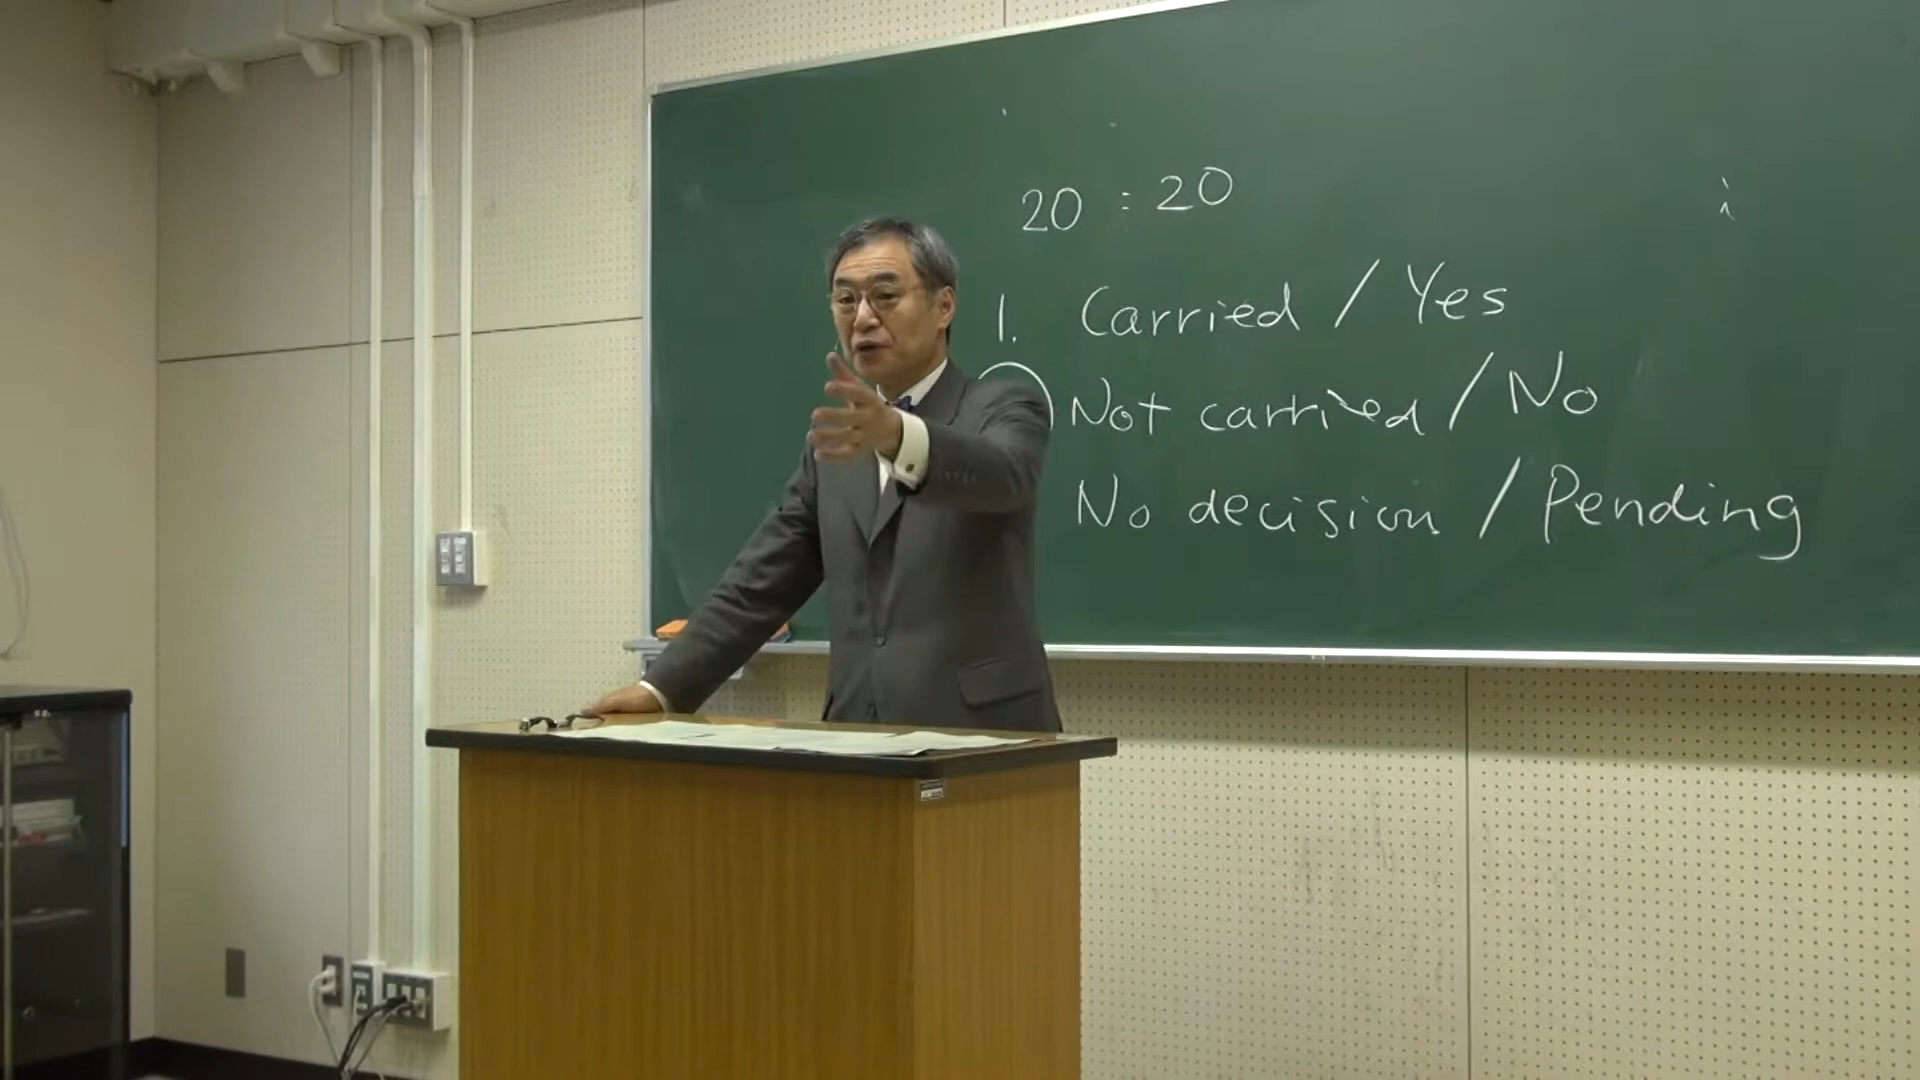 20 : 20
1. Carried / Yes
Not carried / No
No decision / Pending